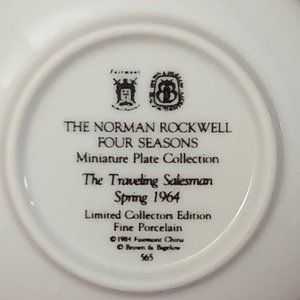 Fairmont
THE NORMAN ROCKWELL
FOUR SEASONS
Miniature Plate Collection
The Traveling Salesman
Spring 1964
Limited Collectors Edition
Fine Porcelain
© 1984 Fairmont China
© Brown & Bigelow
565